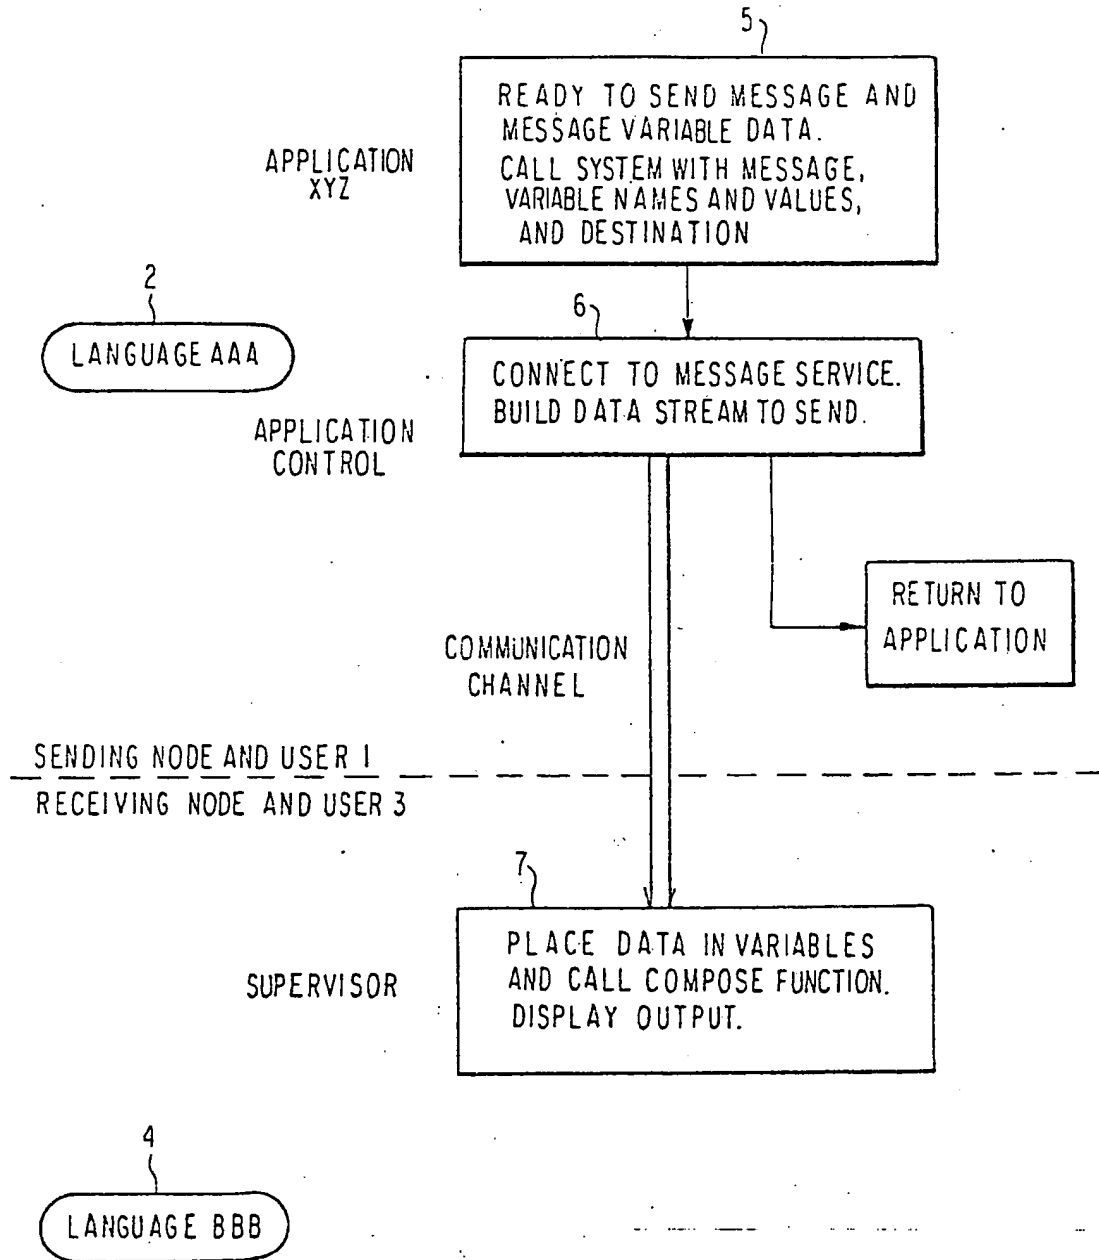 5
READY TO SEND MESSAGE AND
MESSAGE VARIABLE DATA.
CALL SYSTEM WITH MESSAGE,
VARIABLE NAMES AND VALUES,
AND DESTINATION
APPLICATION
XYZ
2
LANGUAGE AAA
6
CONNECT TO MESSAGE SERVICE.
BUILD DATA STREAM TO SEND.
APPLICATION
CONTROL
RETURN TO
APPLICATION
COMMUNICATION
CHANNEL
SENDING NODE AND USER 1
RECEIVING NODE AND USER 3
7
PLACE DATA IN VARIABLES
AND CALL COMPOSE FUNCTION.
DISPLAY OUTPUT.
SUPERVISOR
4
LANGUAGE BBB